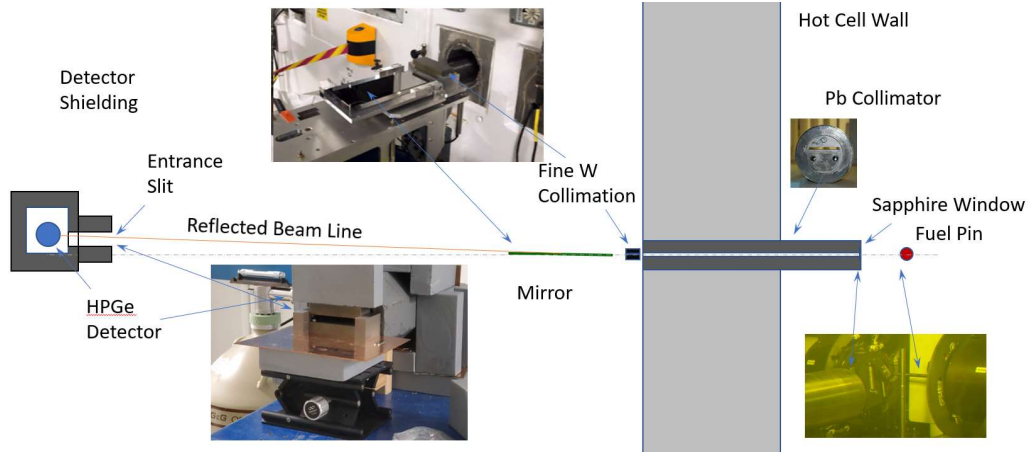 Hot Cell Wall
Detector
Shielding
Pb Collimator
Entrance
Slit
Fine W
Collimation
Sapphire Window
Fuel Pin
Reflected Beam Line
Mirror
HPGe
Detector